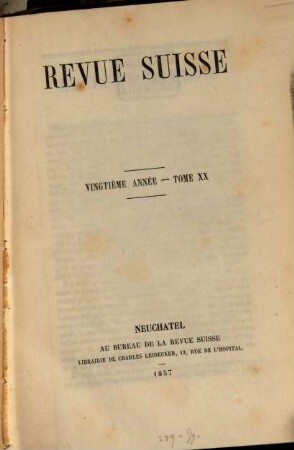 REVUE SUISSE
VINGTIÈME ANNÉE — TOME XX
NEUCHATEL
AU BUREAU DE LA REVUE SUISSE
LIBRAIRIE DE CHARLES LEIDECKER, 12, RUE DE L'HOPITAL.
1857